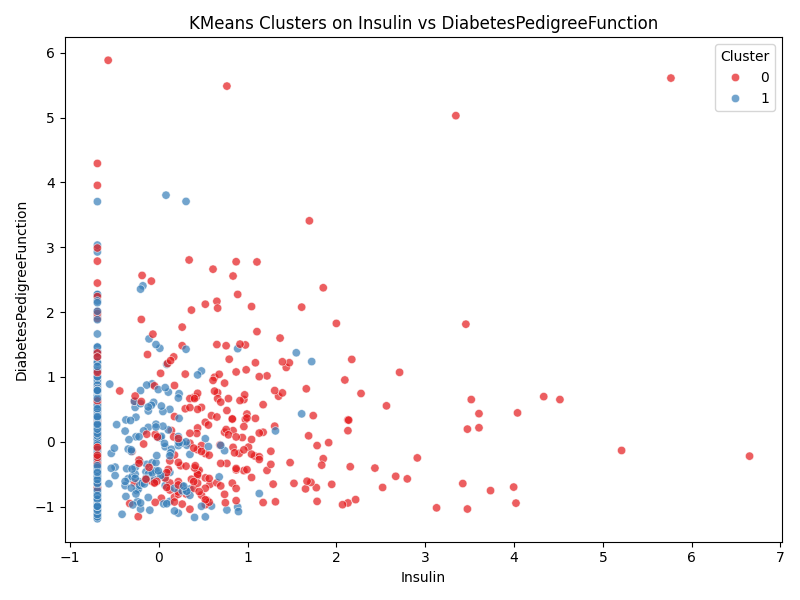 KMeans Clusters on Insulin vs DiabetesPedigreeFunction
Cluster
0
1
DiabetesPedigreeFunction
6
5
4
3
2
1
0
−1
−1 0 1 2 3 4 5 6 7
Insulin